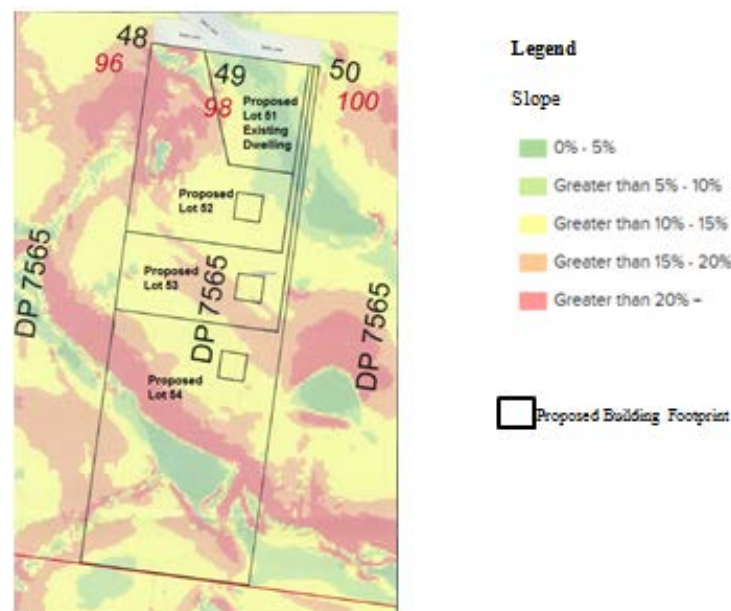 48
96
49
98
50
100
Proposed
Lot 51
Existing
Dwelling
Proposed
Lot 52
Proposed
Lot 53
DP 7565
DP 7565
DP 7565
Proposed
Lot 54
Legend
Slope
0% - 5%
Greater than 5% - 10%
Greater than 10% - 15%
Greater than 15% - 20%
Greater than 20% -
Proposed Building Footprint